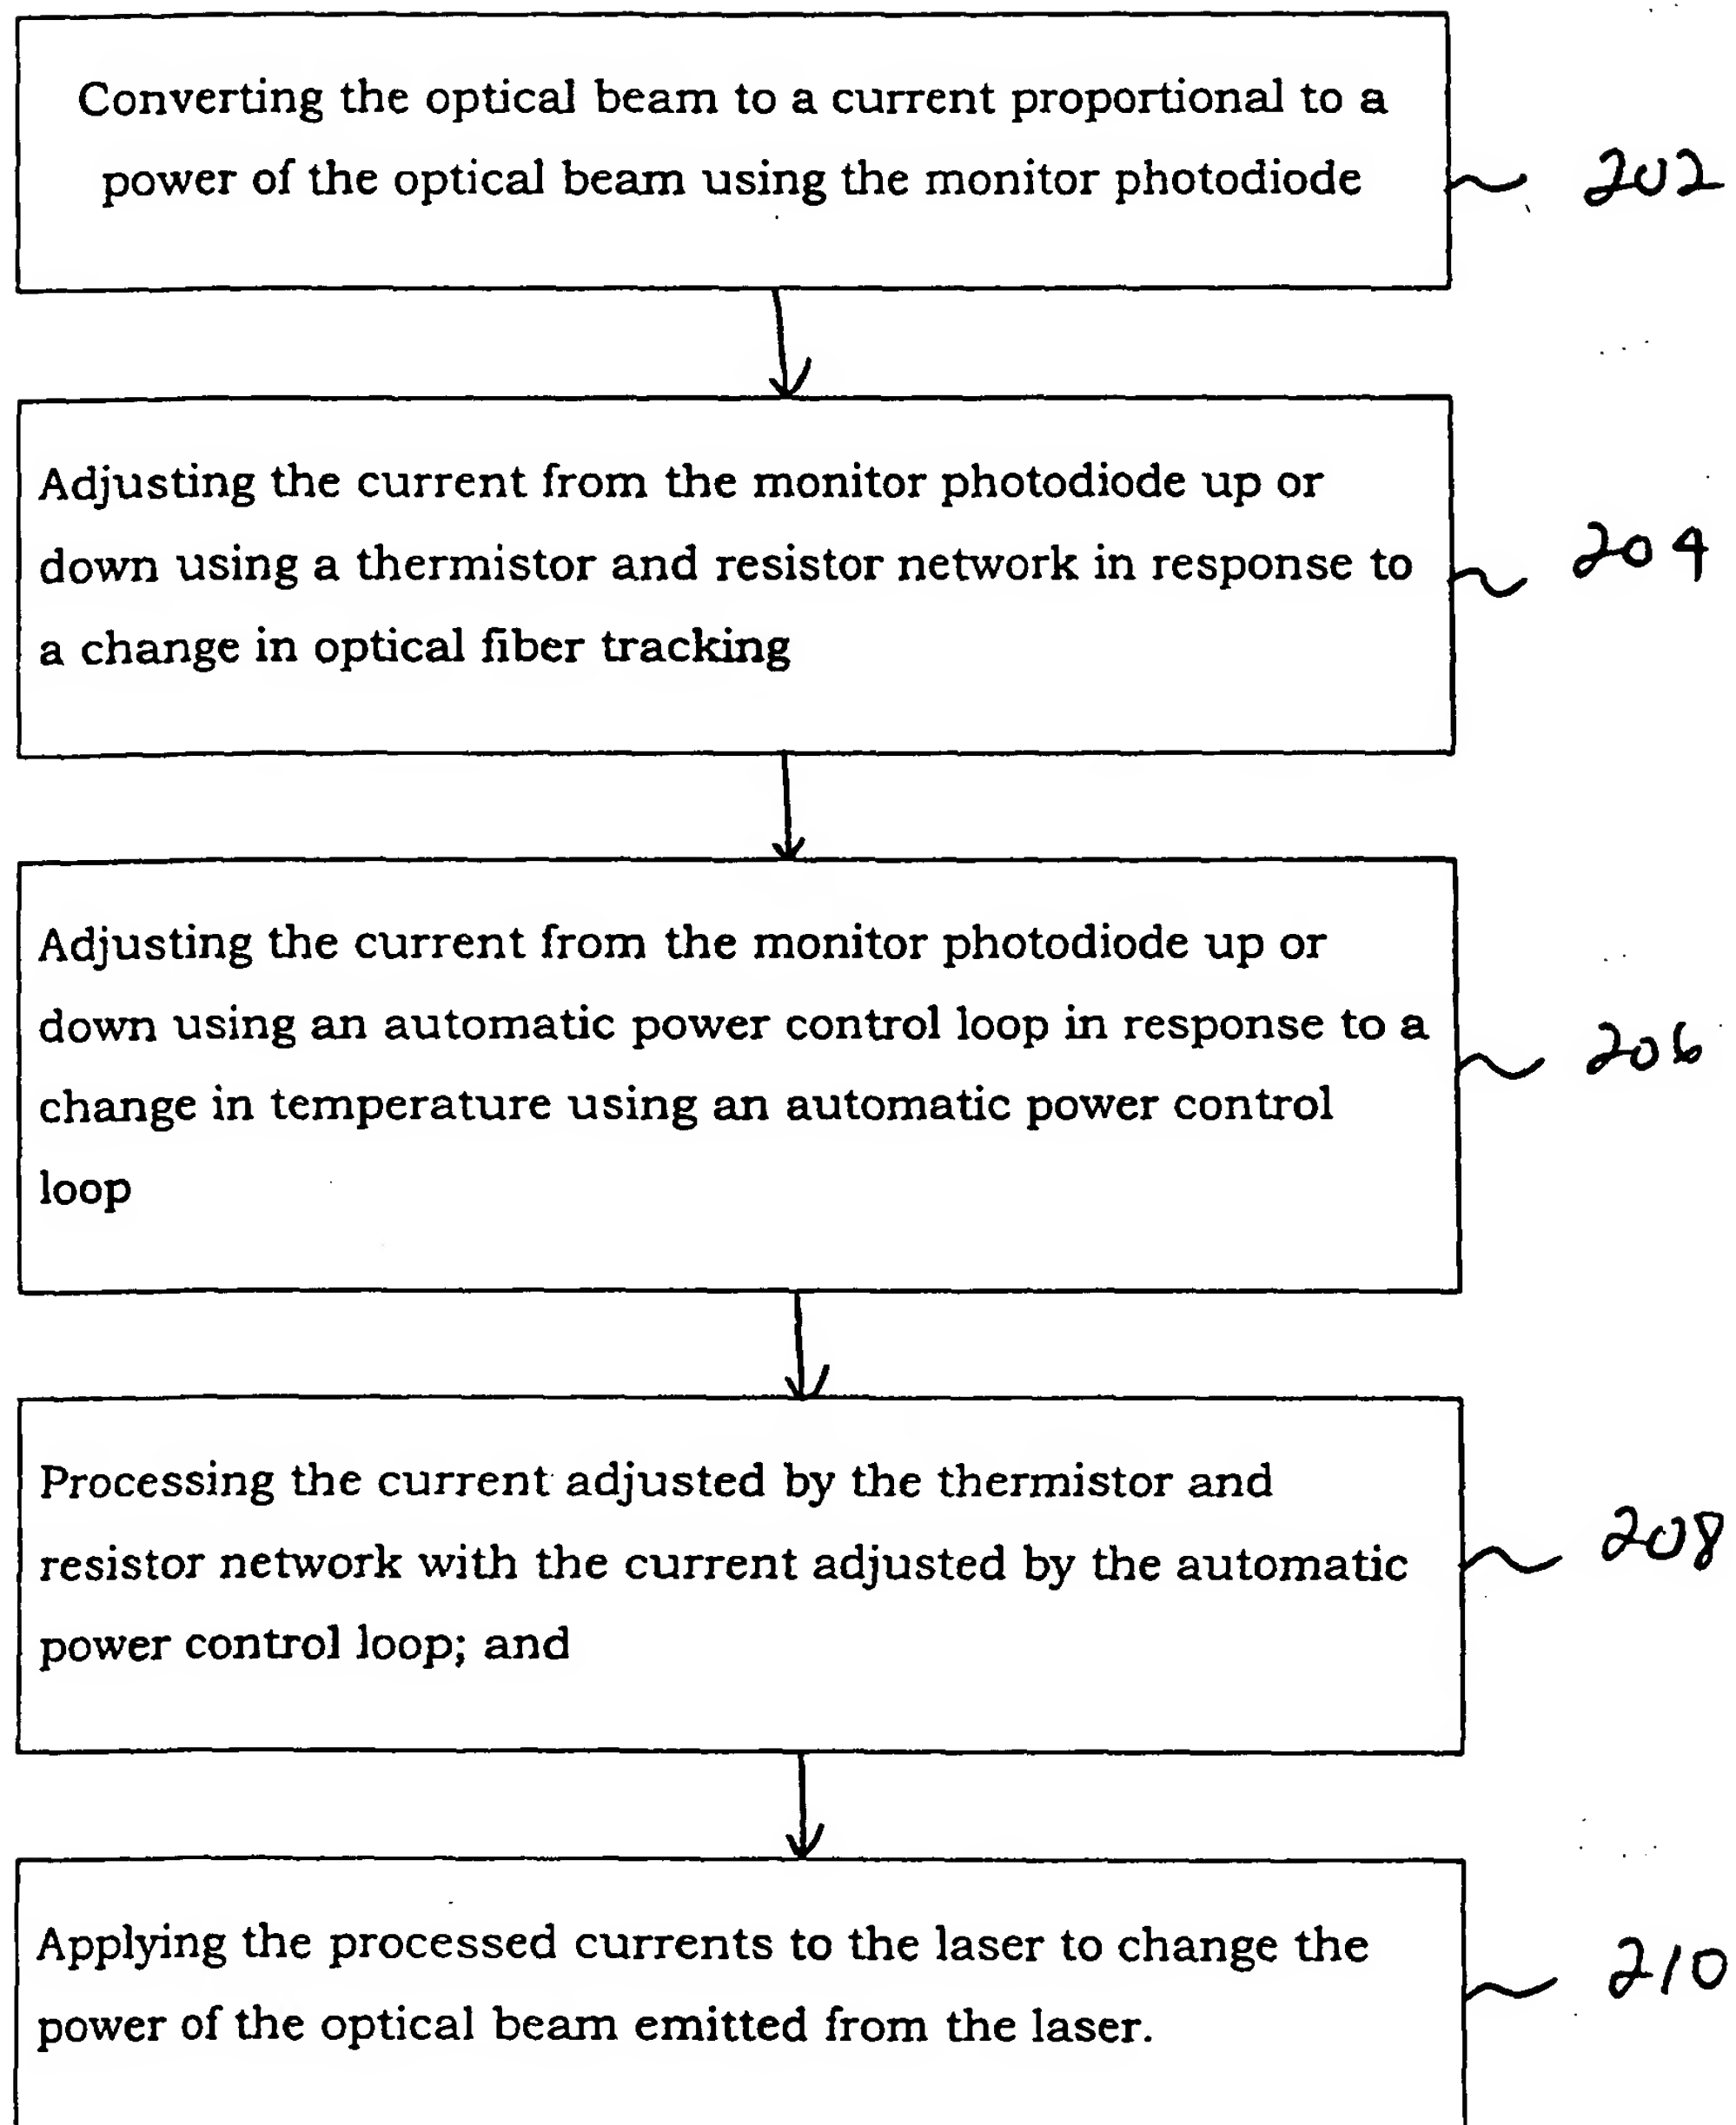 Converting the optical beam to a current proportional to a
power of the optical beam using the monitor photodiode
202
Adjusting the current from the monitor photodiode up or
down using a thermistor and resistor network in response to
a change in optical fiber tracking
204
Adjusting the current from the monitor photodiode up or
down using an automatic power control loop in response to a
change in temperature using an automatic power control
loop
206
Processing the current adjusted by the thermistor and
resistor network with the current adjusted by the automatic
power control loop; and
208
Applying the processed currents to the laser to change the
power of the optical beam emitted from the laser.
210